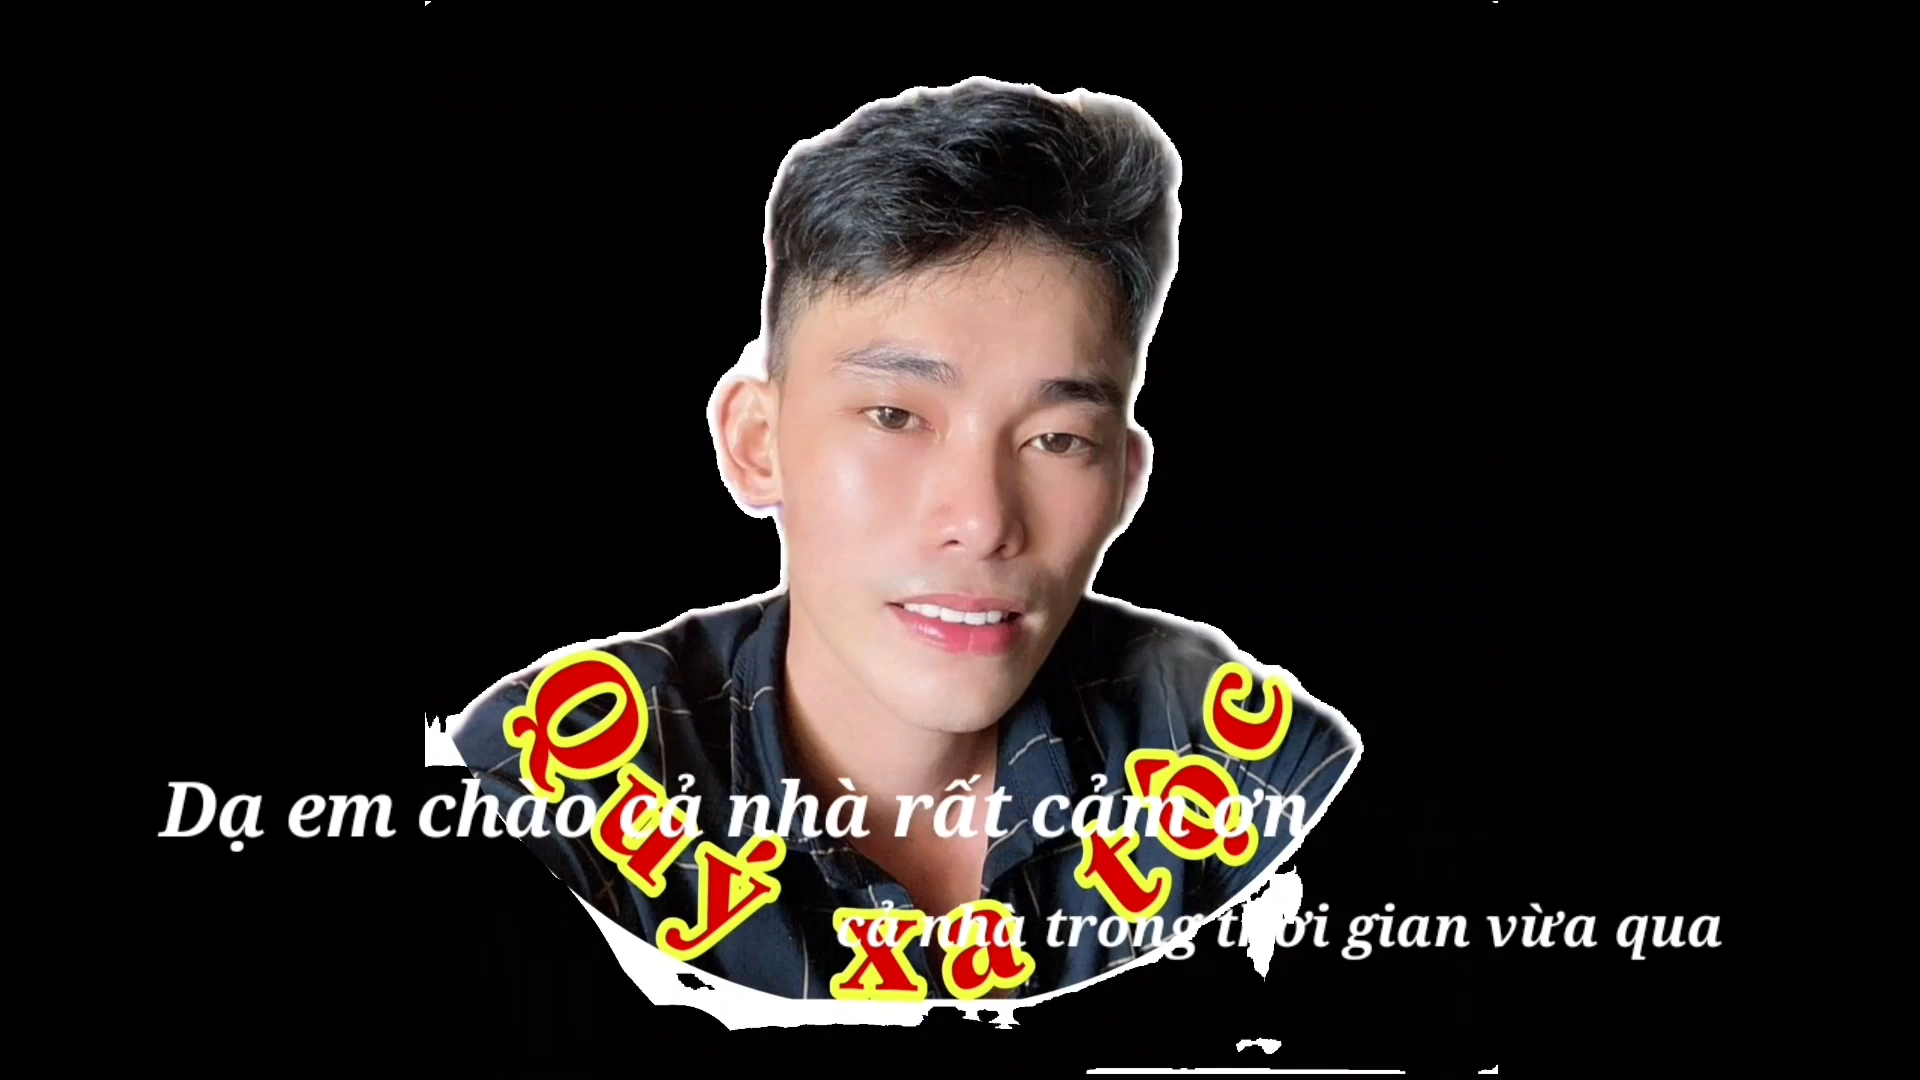 Quý xa tộc
Dạ em chào cả nhà rất cảm ơn
cả nhà trong thời gian vừa qua